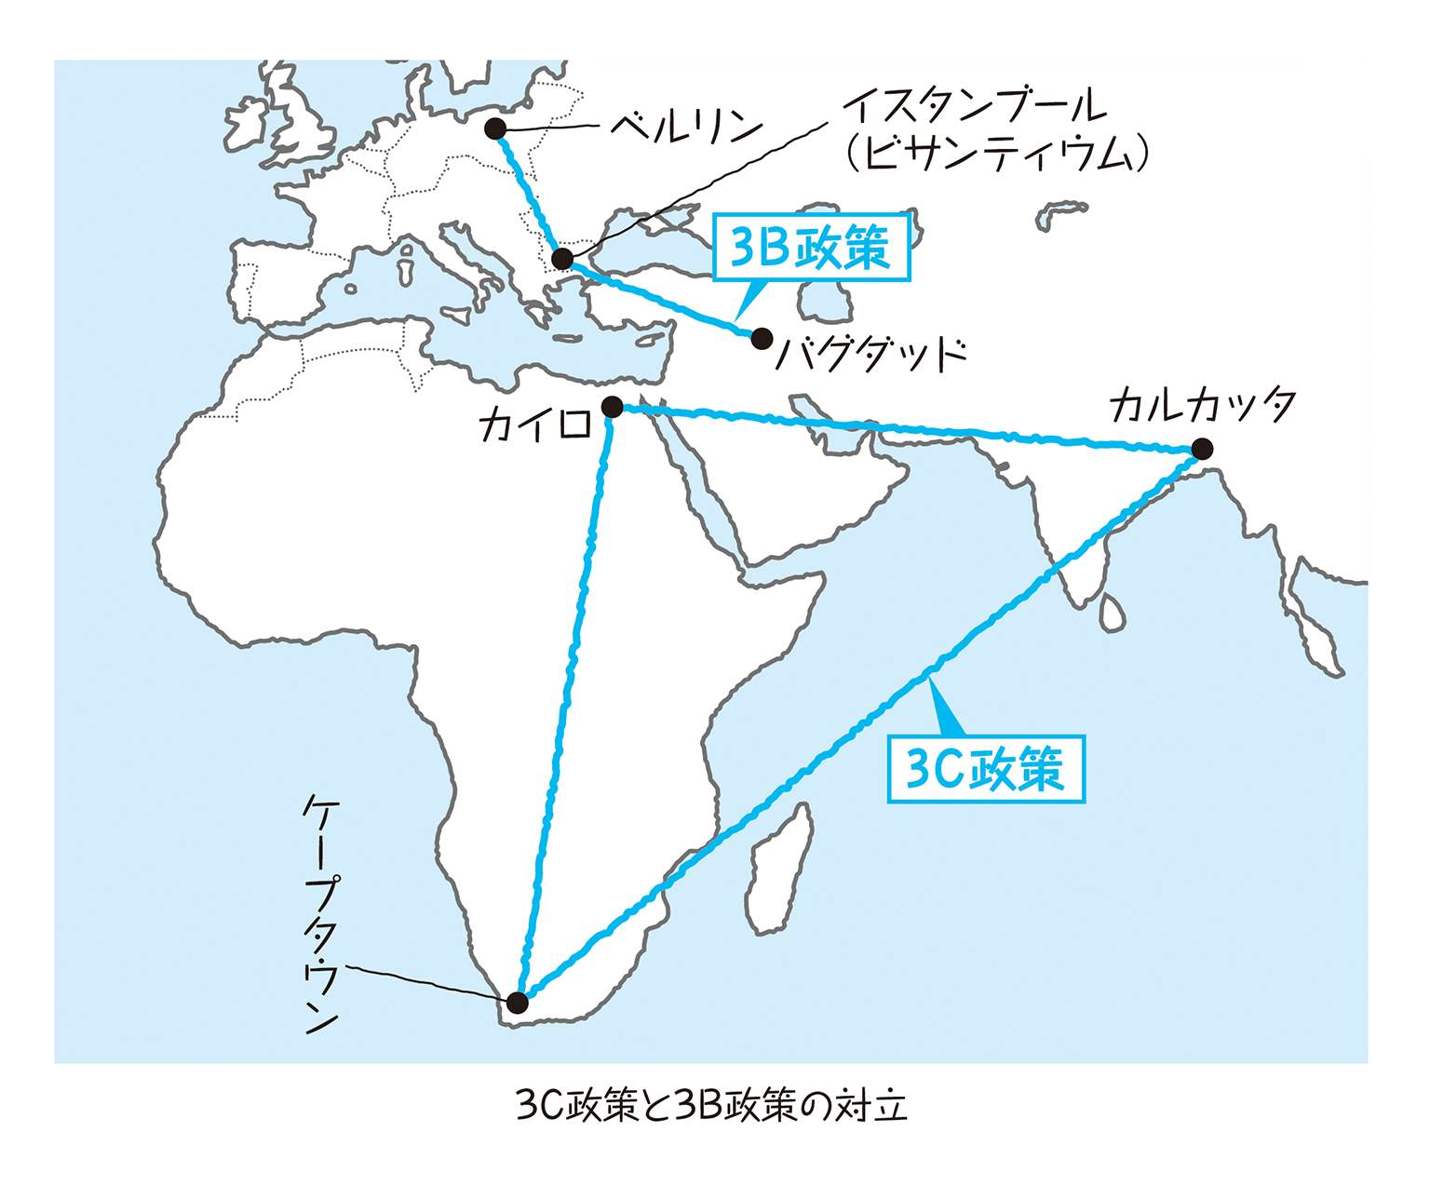 ベルリン
イスタンブール
（ビサンティウム）
3B政策
バグダッド
カイロ
カルカッタ
3C政策
ケープタウン
3C政策と3B政策の対立